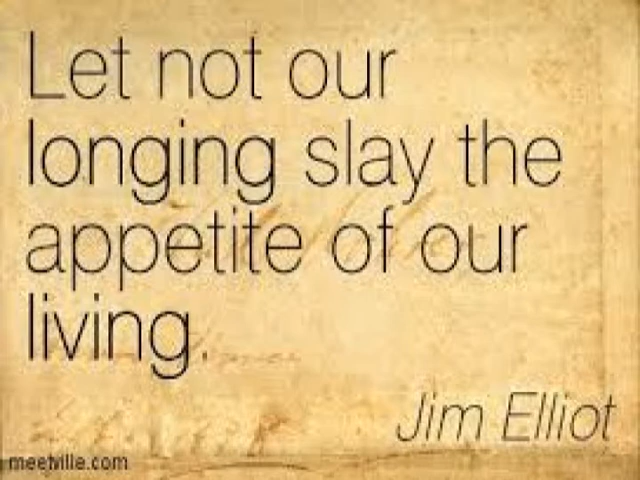 Let not our
longing slay the
appetite of our
living.
Jim Elliot
meetville.com